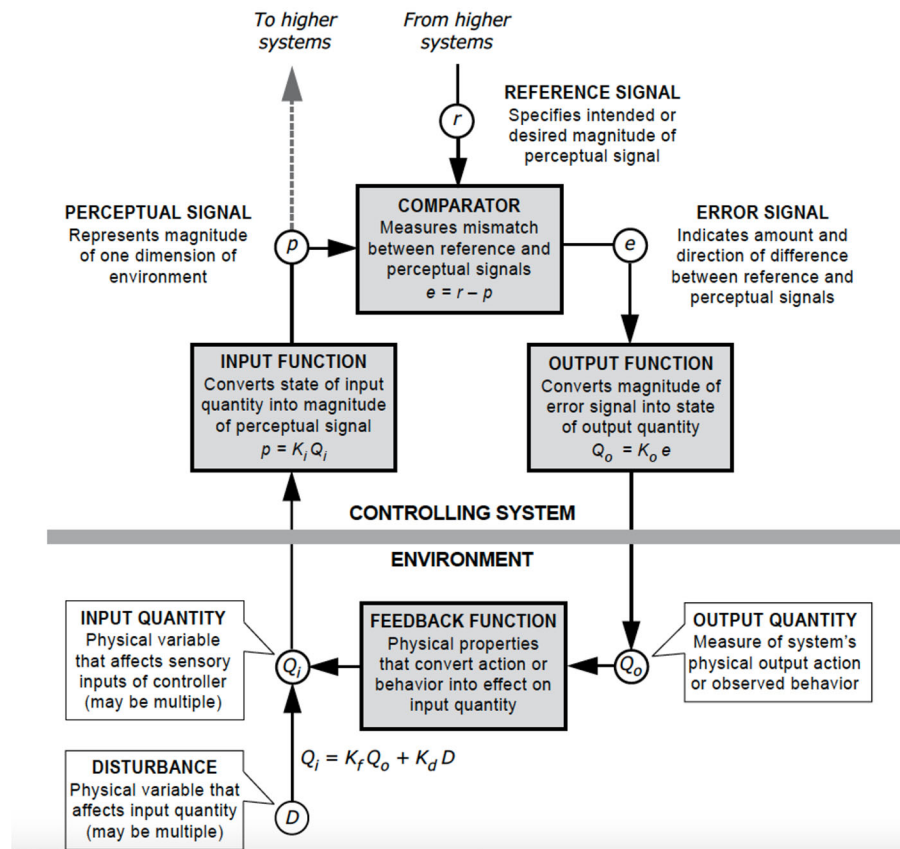 To higher
systems
From higher
systems
REFERENCE SIGNAL
Specifies intended or
desired magnitude of
perceptual signal
r
PERCEPTUAL SIGNAL
Represents magnitude
of one dimension of
environment
p
COMPARATOR
Measures mismatch
between reference and
perceptual signals
e = r – p
e
ERROR SIGNAL
Indicates amount and
direction of difference
between reference and
perceptual signals
INPUT FUNCTION
Converts state of input
quantity into magnitude
of perceptual signal
p = K_i Q_i
OUTPUT FUNCTION
Converts magnitude of
error signal into state
of output quantity
Q_o = K_o e
CONTROLLING SYSTEM
ENVIRONMENT
INPUT QUANTITY
Physical variable
that affects sensory
inputs of controller
(may be multiple)
Q_i
FEEDBACK FUNCTION
Physical properties
that convert action or
behavior into effect on
input quantity
Q_o
OUTPUT QUANTITY
Measure of system's
physical output action
or observed behavior
Q_i = K_f Q_o + K_d D
DISTURBANCE
Physical variable that
affects input quantity
(may be multiple)
D